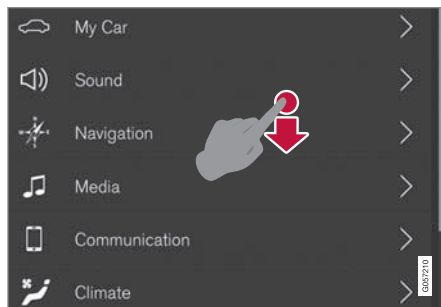 My Car
Sound
Navigation
Media
Communication
Climate
G057210